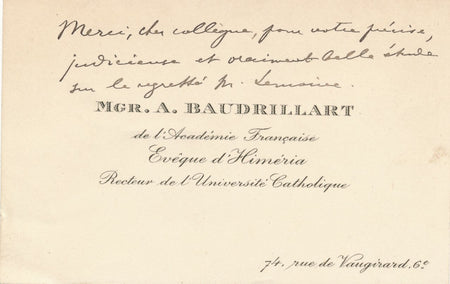 Merci, cher collègue, pour votre précise,
judicieuse et vraiment belle étude
sur le regretté M. Lemoine.
MGR. A. BAUDRILLART
de l'Académie Française
Evêque d'Himéria
Recteur de l'Université Catholique
74, rue de Vaugirard. 6e